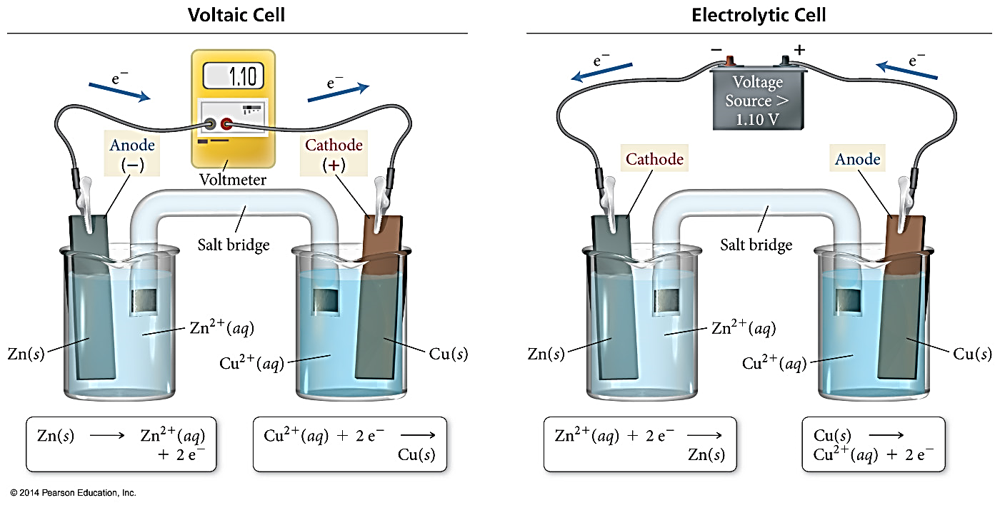 Voltaic Cell
e⁻
1.10
e⁻
Anode
(−)
Cathode
(+)
Voltmeter
Salt bridge
Zn²⁺(aq)
Zn(s)
Cu²⁺(aq)
Cu(s)
Zn(s) ⟶ Zn²⁺(aq)
+ 2 e⁻
Cu²⁺(aq) + 2 e⁻ ⟶
Cu(s)
Electrolytic Cell
e⁻
− +
e⁻
Voltage
Source >
1.10 V
Cathode
Anode
Salt bridge
Zn²⁺(aq)
Zn(s)
Cu²⁺(aq)
Cu(s)
Zn²⁺(aq) + 2 e⁻ ⟶
Zn(s)
Cu(s) ⟶
Cu²⁺(aq) + 2 e⁻
© 2014 Pearson Education, Inc.